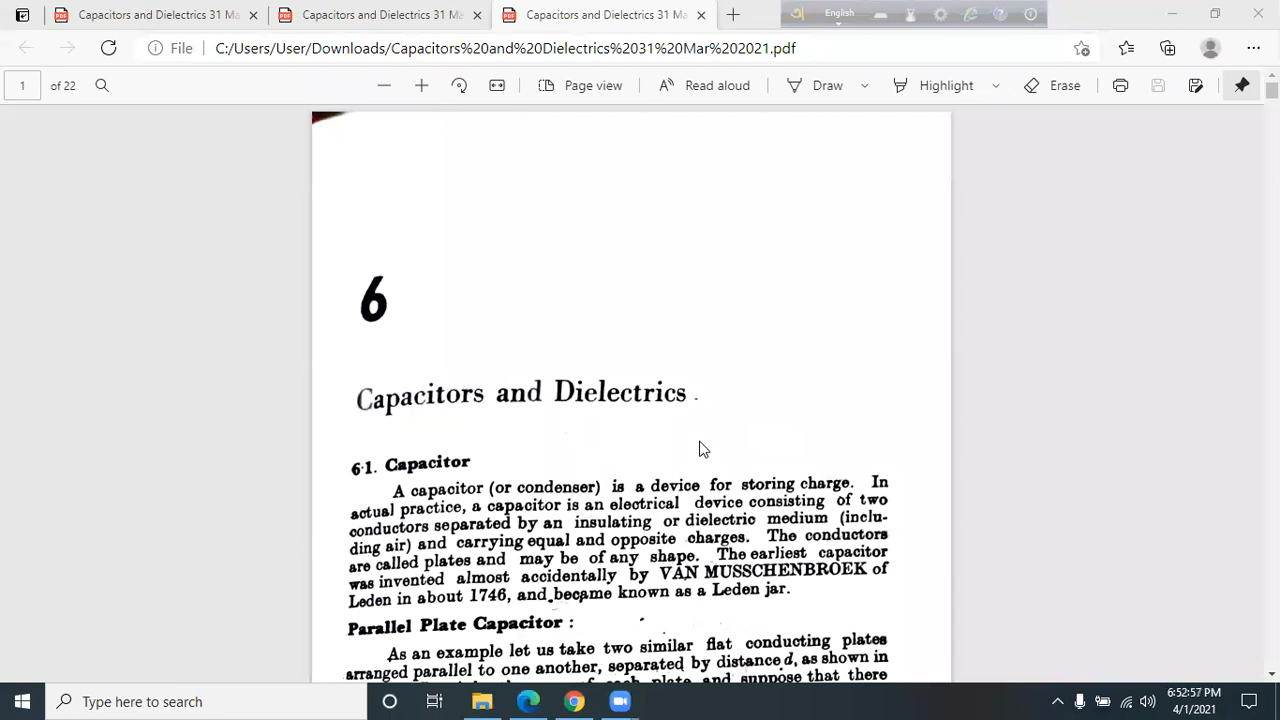 Capacitors and Dielectrics 31 Ma
Capacitors and Dielectrics 31 Ma
Capacitors and Dielectrics 31 Ma
English
File
C:/Users/User/Downloads/Capacitors%20and%20Dielectrics%2031%20Mar%202021.pdf
1 of 22
Page view
Read aloud
Draw
Highlight
Erase
6
Capacitors and Dielectrics
6·1. Capacitor
A capacitor (or condenser) is a device for storing charge. In
actual practice, a capacitor is an electrical device consisting of two
conductors separated by an insulating or dielectric medium (inclu-
ding air) and carrying equal and opposite charges. The conductors
are called plates and may be of any shape. The earliest capacitor
was invented almost accidentally by VAN MUSSCHENBROEK of
Leden in about 1746, and became known as a Leden jar.
Parallel Plate Capacitor :
As an example let us take two similar flat conducting plates
arranged parallel to one another, separated by distance d, as shown in
of each plate and suppose that there
Type here to search
6:52:57 PM
4/1/2021